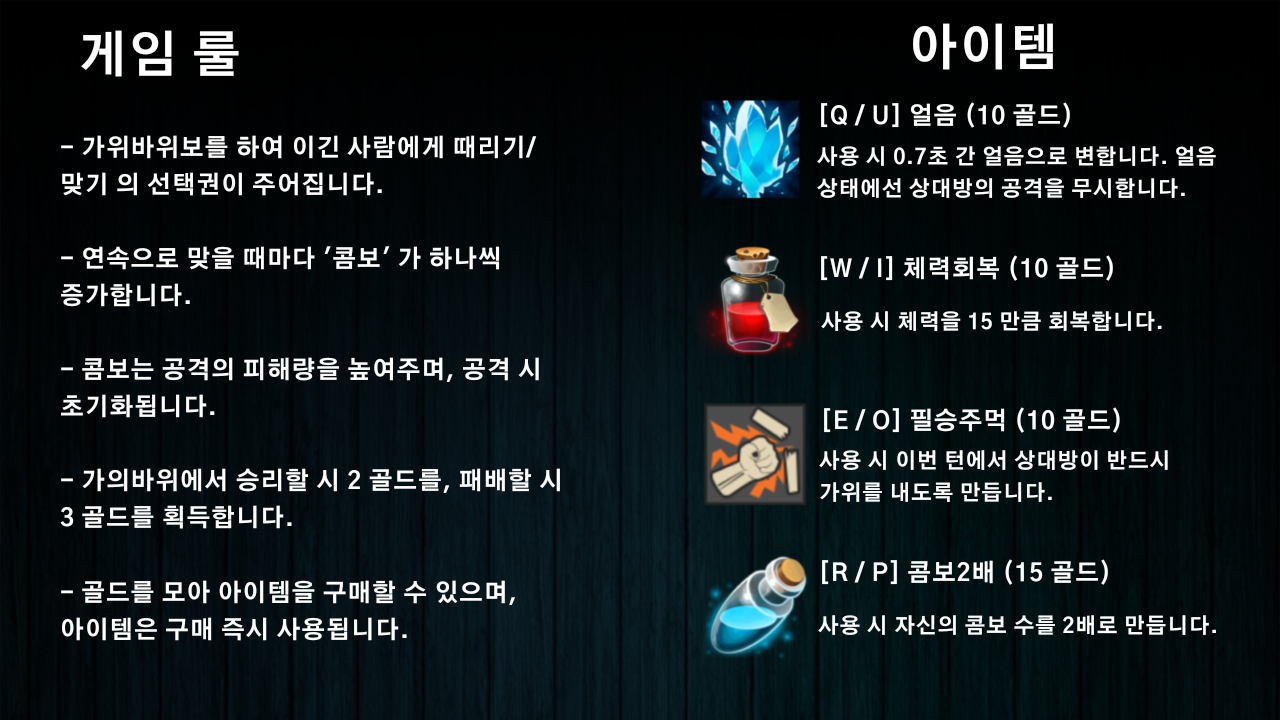 게임 룰
- 가위바위보를 하여 이긴 사람에게 때리기/
맞기 의 선택권이 주어집니다.
- 연속으로 맞을 때마다 '콤보' 가 하나씩
증가합니다.
- 콤보는 공격의 피해량을 높여주며, 공격 시
초기화됩니다.
- 가의바위에서 승리할 시 2 골드를, 패배할 시
3 골드를 획득합니다.
- 골드를 모아 아이템을 구매할 수 있으며,
아이템은 구매 즉시 사용됩니다.
아이템
[Q / U] 얼음 (10 골드)
사용 시 0.7초 간 얼음으로 변합니다. 얼음
상태에선 상대방의 공격을 무시합니다.
[W / I] 체력회복 (10 골드)
사용 시 체력을 15 만큼 회복합니다.
[E / O] 필승주먹 (10 골드)
사용 시 이번 턴에서 상대방이 반드시
가위를 내도록 만듭니다.
[R / P] 콤보2배 (15 골드)
사용 시 자신의 콤보 수를 2배로 만듭니다.